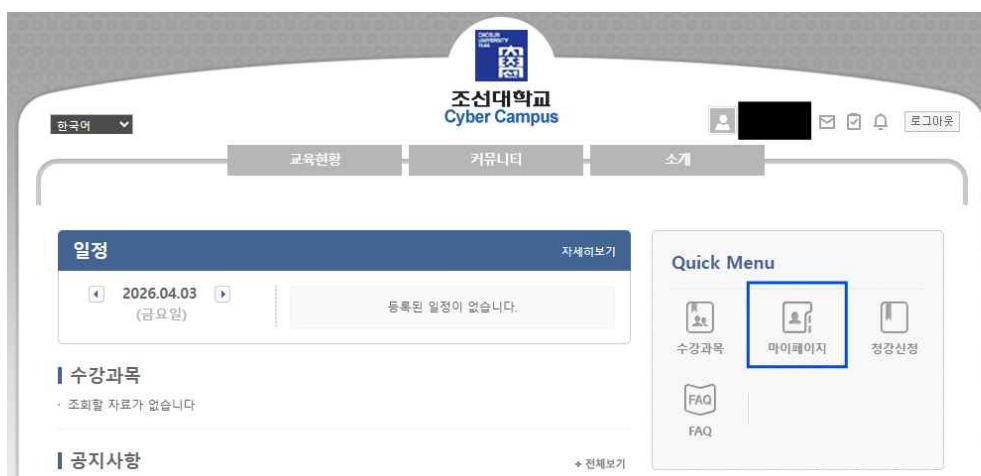 CHOSUN
UNIVERSITY
조선대학교
Cyber Campus
한국어
로그아웃
교육현황
커뮤니티
소개
일정
자세히보기
2026.04.03
(금요일)
등록된 일정이 없습니다.
Quick Menu
수강과목
마이페이지
청강신청
FAQ
FAQ
수강과목
· 조회할 자료가 없습니다
공지사항
+ 전체보기